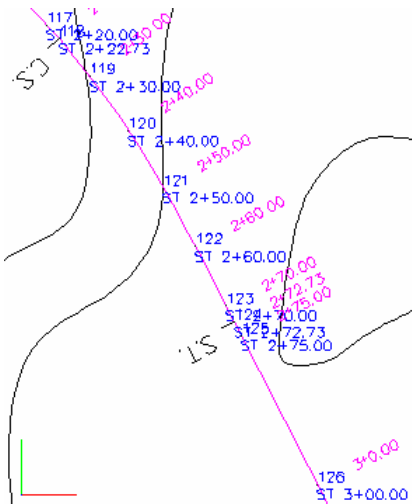 117
118
ST 2+20.00
ST 2+22.73
C.S.
119
ST 2+30.00
2+40.00
120
ST 2+40.00
2+50.00
121
ST 2+50.00
2+60.00
122
ST 2+60.00
2+70.00
2+72.73
2+75.00
123
ST 2+70.00
124
ST 2+72.73
125
ST 2+75.00
S.T.
3+0.00
126
ST 3+00.00